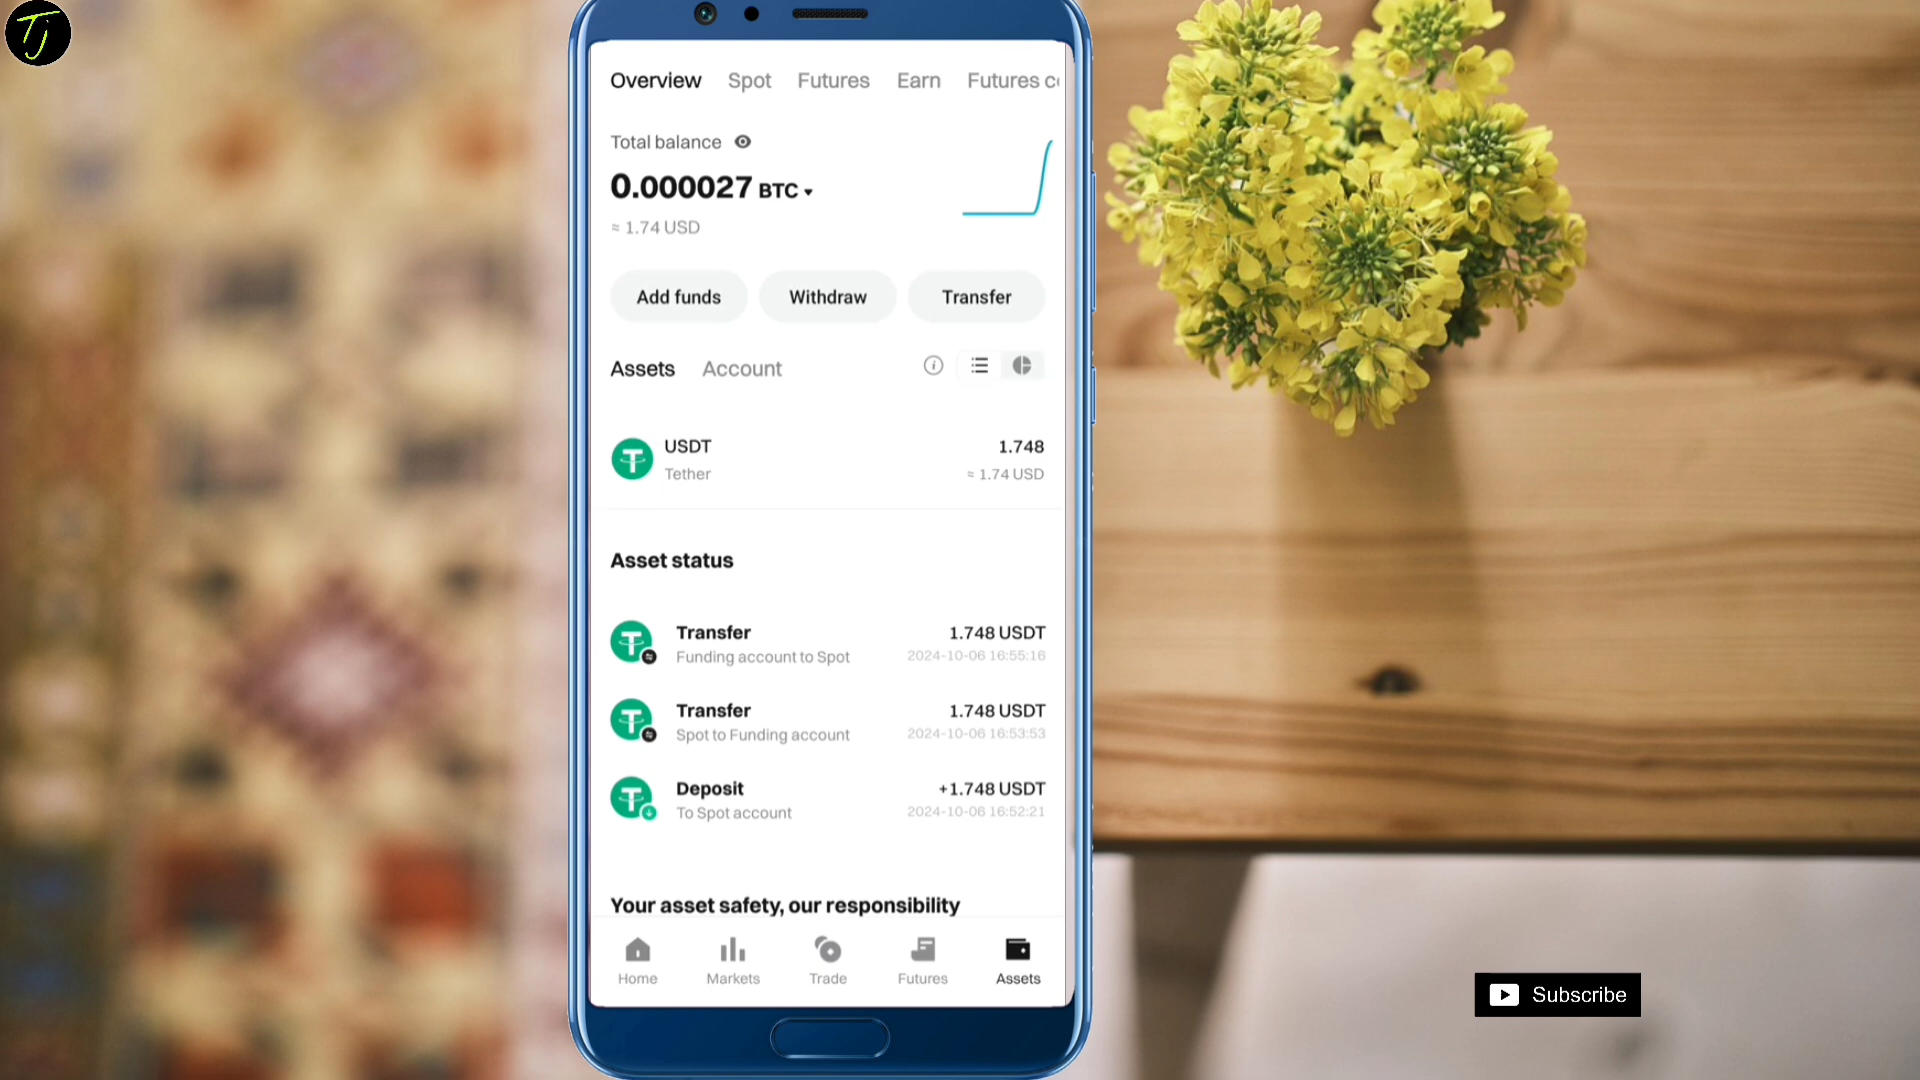 Tj
Overview Spot Futures Earn Futures c
Total balance
0.000027 BTC
≈ 1.74 USD
Add funds Withdraw Transfer
Assets Account
USDT 1.748
Tether ≈ 1.74 USD
Asset status
Transfer 1.748 USDT
Funding account to Spot 2024-10-06 16:55:16
Transfer 1.748 USDT
Spot to Funding account 2024-10-06 16:53:53
Deposit +1.748 USDT
To Spot account 2024-10-06 16:52:21
Your asset safety, our responsibility
Home Markets Trade Futures Assets
Subscribe